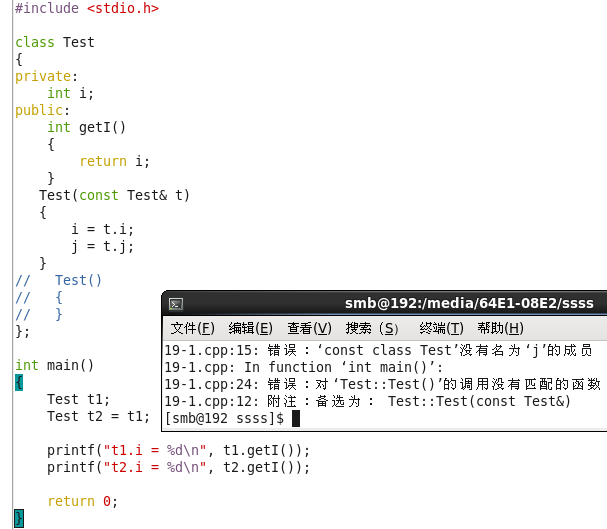 #include <stdio.h>
class Test
{
private:
    int i;
public:
    int getI()
    {
        return i;
    }
   Test(const Test& t)
   {
       i = t.i;
       j = t.j;
   }
//   Test()
//   {
//   }
};
int main()
{
    Test t1;
    Test t2 = t1;
    printf("t1.i = %d\n", t1.getI());
    printf("t2.i = %d\n", t2.getI());
    return 0;
}
smb@192:/media/64E1-08E2/ssss
文件(F) 编辑(E) 查看(V) 搜索 (S) 终端(T) 帮助(H)
19-1.cpp:15: 错误：‘const class Test’没有名为‘j’的成员
19-1.cpp: In function ‘int main()’:
19-1.cpp:24: 错误：对‘Test::Test()’的调用没有匹配的函数
19-1.cpp:12: 附注：备选为： Test::Test(const Test&)
[smb@192 ssss]$